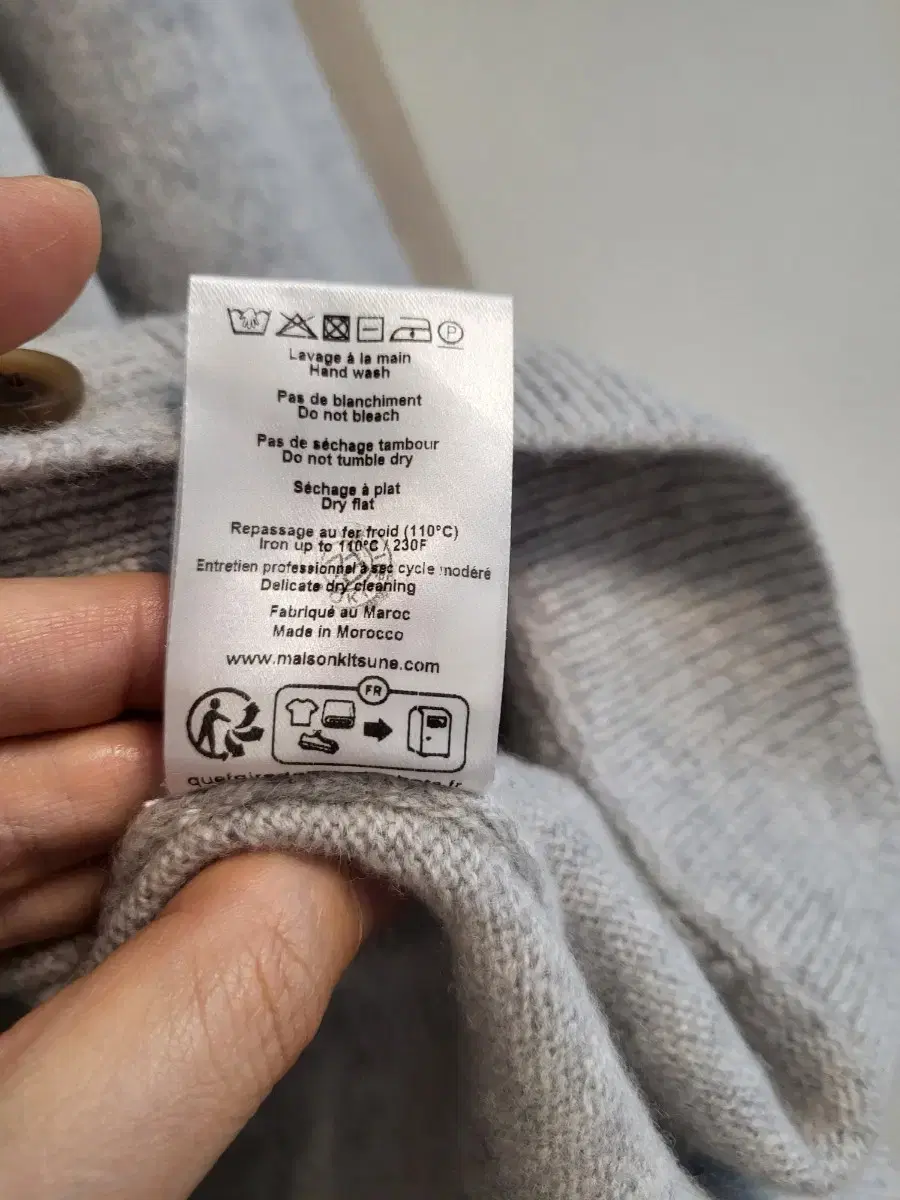 P
Lavage à la main
Hand wash
Pas de blanchiment
Do not bleach
Pas de séchage tambour
Do not tumble dry
Séchage à plat
Dry flat
Repassage au fer froid (110°C)
Iron up to 110°C / 230F
Entretien professionnel à sec cycle modéré
Delicate dry cleaning
Fabriqué au Maroc
Made in Morocco
www.maisonkitsune.com
FR